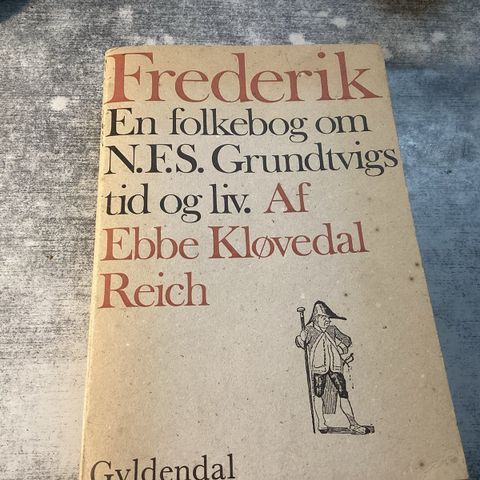 Frederik
En folkebog om
N.F.S. Grundtvigs
tid og liv. Af
Ebbe Kløvedal
Reich
Gyldendal